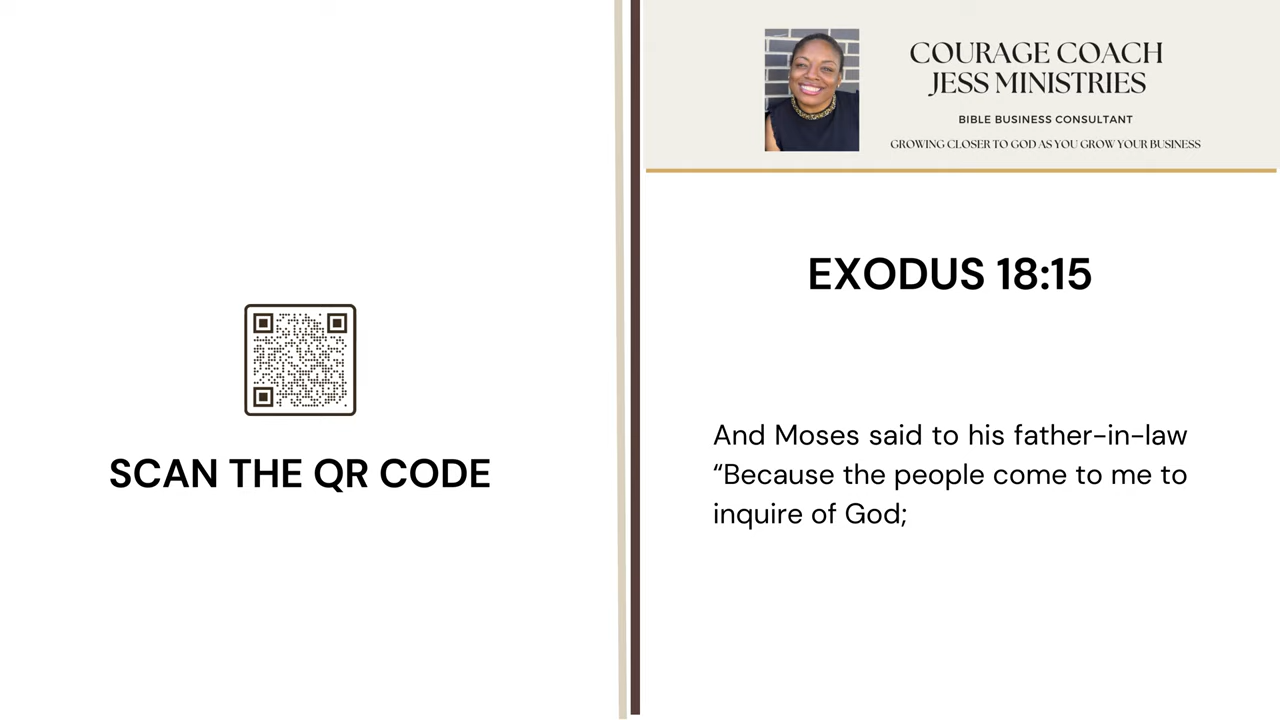 SCAN THE QR CODE
COURAGE COACH
JESS MINISTRIES
BIBLE BUSINESS CONSULTANT
GROWING CLOSER TO GOD AS YOU GROW YOUR BUSINESS
EXODUS 18:15
And Moses said to his father-in-law
“Because the people come to me to
inquire of God;